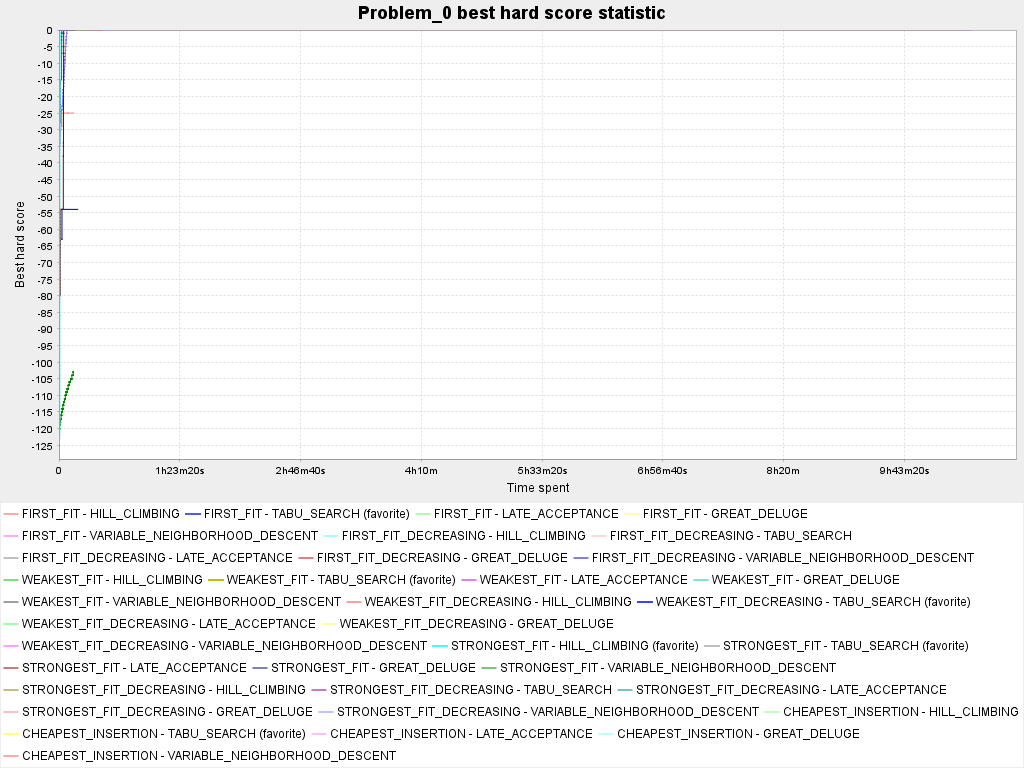 Problem_0 best hard score statistic
Best hard score
0
-5
-10
-15
-20
-25
-30
-35
-40
-45
-50
-55
-60
-65
-70
-75
-80
-85
-90
-95
-100
-105
-110
-115
-120
-125
0 1h23m20s 2h46m40s 4h10m 5h33m20s 6h56m40s 8h20m 9h43m20s
Time spent
FIRST_FIT - HILL_CLIMBING FIRST_FIT - TABU_SEARCH (favorite) FIRST_FIT - LATE_ACCEPTANCE FIRST_FIT - GREAT_DELUGE
FIRST_FIT - VARIABLE_NEIGHBORHOOD_DESCENT FIRST_FIT_DECREASING - HILL_CLIMBING FIRST_FIT_DECREASING - TABU_SEARCH
FIRST_FIT_DECREASING - LATE_ACCEPTANCE FIRST_FIT_DECREASING - GREAT_DELUGE FIRST_FIT_DECREASING - VARIABLE_NEIGHBORHOOD_DESCENT
WEAKEST_FIT - HILL_CLIMBING WEAKEST_FIT - TABU_SEARCH (favorite) WEAKEST_FIT - LATE_ACCEPTANCE WEAKEST_FIT - GREAT_DELUGE
WEAKEST_FIT - VARIABLE_NEIGHBORHOOD_DESCENT WEAKEST_FIT_DECREASING - HILL_CLIMBING WEAKEST_FIT_DECREASING - TABU_SEARCH (favorite)
WEAKEST_FIT_DECREASING - LATE_ACCEPTANCE WEAKEST_FIT_DECREASING - GREAT_DELUGE
WEAKEST_FIT_DECREASING - VARIABLE_NEIGHBORHOOD_DESCENT STRONGEST_FIT - HILL_CLIMBING (favorite) STRONGEST_FIT - TABU_SEARCH (favorite)
STRONGEST_FIT - LATE_ACCEPTANCE STRONGEST_FIT - GREAT_DELUGE STRONGEST_FIT - VARIABLE_NEIGHBORHOOD_DESCENT
STRONGEST_FIT_DECREASING - HILL_CLIMBING STRONGEST_FIT_DECREASING - TABU_SEARCH STRONGEST_FIT_DECREASING - LATE_ACCEPTANCE
STRONGEST_FIT_DECREASING - GREAT_DELUGE STRONGEST_FIT_DECREASING - VARIABLE_NEIGHBORHOOD_DESCENT CHEAPEST_INSERTION - HILL_CLIMBING
CHEAPEST_INSERTION - TABU_SEARCH (favorite) CHEAPEST_INSERTION - LATE_ACCEPTANCE CHEAPEST_INSERTION - GREAT_DELUGE
CHEAPEST_INSERTION - VARIABLE_NEIGHBORHOOD_DESCENT